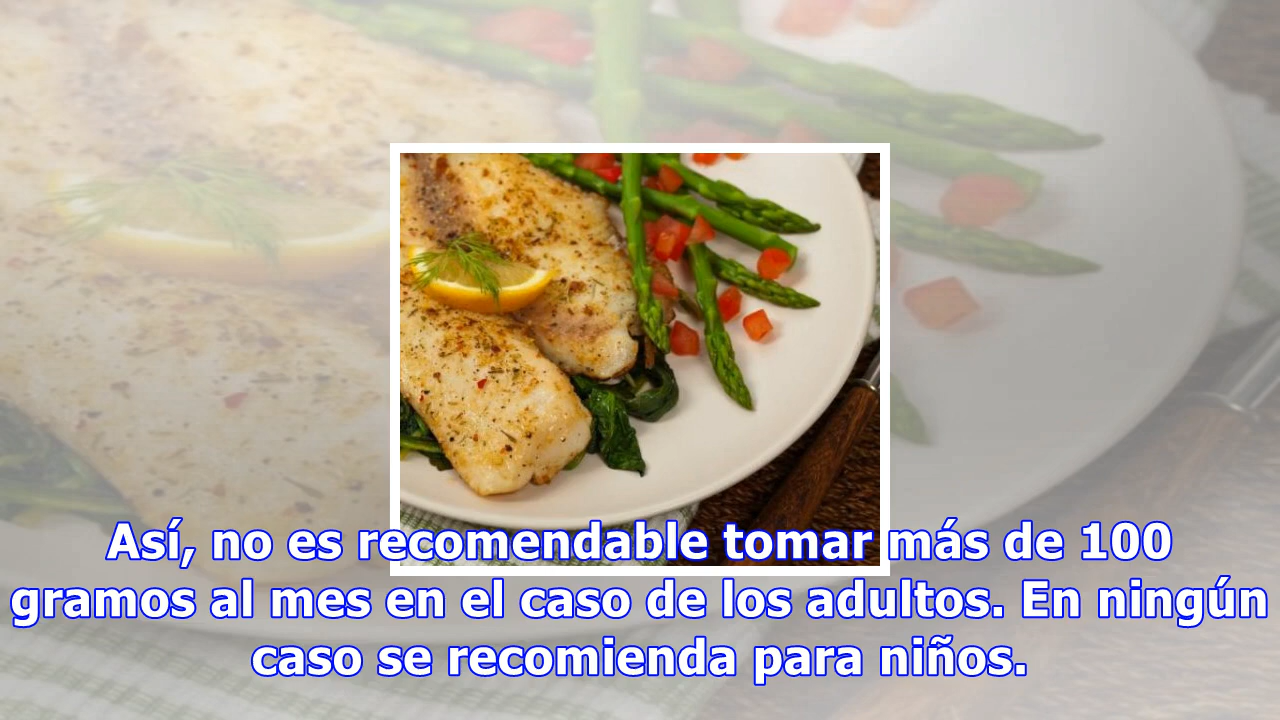 Así, no es recomendable tomar más de 100
gramos al mes en el caso de los adultos. En ningún
caso se recomienda para niños.